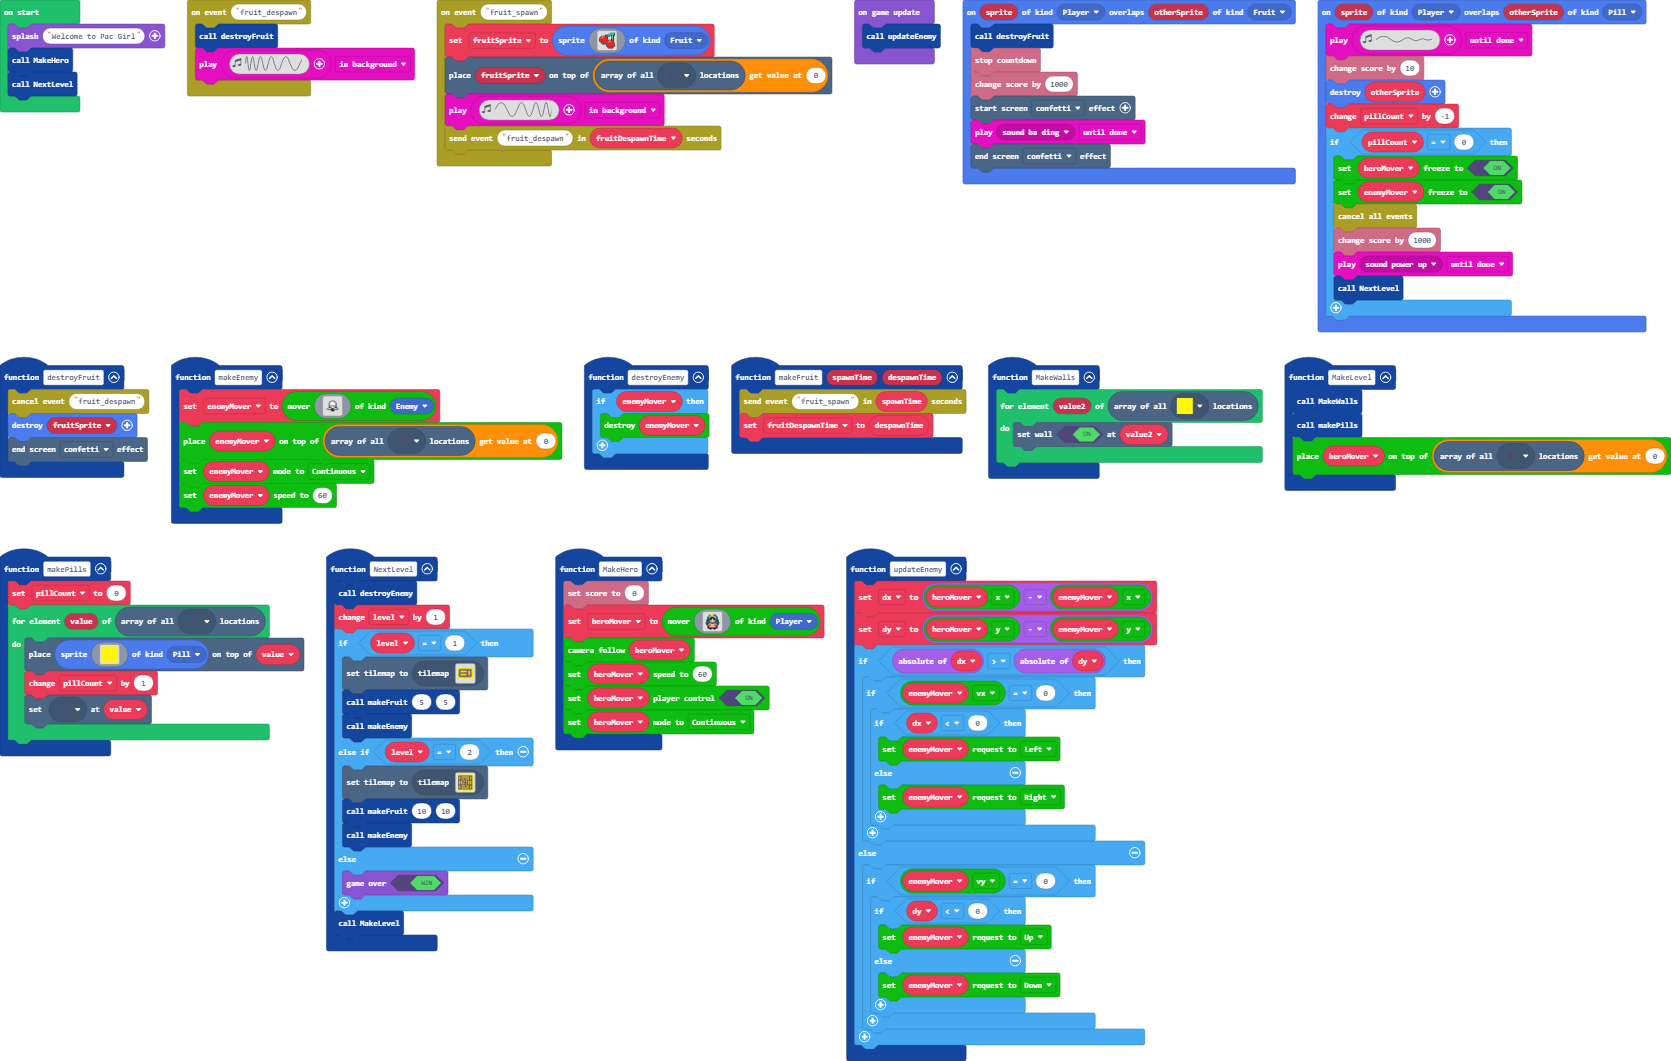 on start
splash "Welcome to Pac Girl"
call MakeHero
call NextLevel
on event "fruit_despawn"
call destroyFruit
play in background
on event "fruit_spawn"
set fruitSprite to sprite of kind Fruit
place fruitSprite on top of array of all locations get value at 0
play in background
send event "fruit_despawn" in fruitDespawnTime seconds
on game update
call updateEnemy
on sprite of kind Player overlaps otherSprite of kind Fruit
call destroyFruit
stop countdown
change score by 1000
start screen confetti effect
play sound ba ding until done
end screen confetti effect
on sprite of kind Player overlaps otherSprite of kind Pill
play until done
change score by 10
destroy otherSprite
change pillCount by -1
if pillCount = 0 then
set heroMover freeze to ON
set enemyMover freeze to ON
cancel all events
change score by 1000
play sound power up until done
call NextLevel
function destroyFruit
cancel event "fruit_despawn"
destroy fruitSprite
end screen confetti effect
function makeEnemy
set enemyMover to mover of kind Enemy
place enemyMover on top of array of all locations get value at 0
set enemyMover mode to Continuous
set enemyMover speed to 60
function destroyEnemy
if enemyMover then
destroy enemyMover
function makeFruit spawnTime despawnTime
send event "fruit_spawn" in spawnTime seconds
set fruitDespawnTime to despawnTime
function MakeWalls
for element value2 of array of all locations
do set wall ON at value2
function MakeLevel
call MakeWalls
call makePills
place heroMover on top of array of all locations get value at 0
function makePills
set pillCount to 0
for element value of array of all locations
do place sprite of kind Pill on top of value
change pillCount by 1
set at value
function NextLevel
call destroyEnemy
change level by 1
if level = 1 then
set tilemap to tilemap
call makeFruit 5 5
call makeEnemy
else if level = 2 then
set tilemap to tilemap
call makeFruit 10 10
call makeEnemy
else
game over WIN
call MakeLevel
function MakeHero
set score to 0
set heroMover to mover of kind Player
camera follow heroMover
set heroMover speed to 60
set heroMover player control ON
set heroMover mode to Continuous
function updateEnemy
set dx to heroMover x - enemyMover x
set dy to heroMover y - enemyMover y
if absolute of dx > absolute of dy then
if enemyMover vx = 0 then
if dx < 0 then
set enemyMover request to Left
else
set enemyMover request to Right
else
if enemyMover vy = 0 then
if dy < 0 then
set enemyMover request to Up
else
set enemyMover request to Down